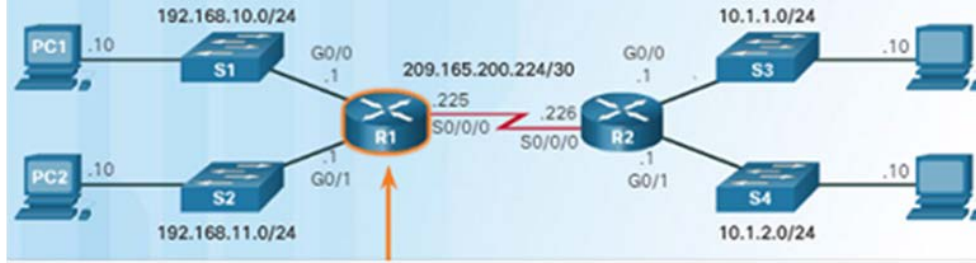 192.168.10.0/24
10.1.1.0/24
PC1
.10
S1
G0/0
.1
209.165.200.224/30
G0/0
.1
S3
.10
.225
.226
R1
S0/0/0
S0/0/0
R2
PC2
.10
S2
.1
G0/1
.1
G0/1
S4
.10
192.168.11.0/24
10.1.2.0/24